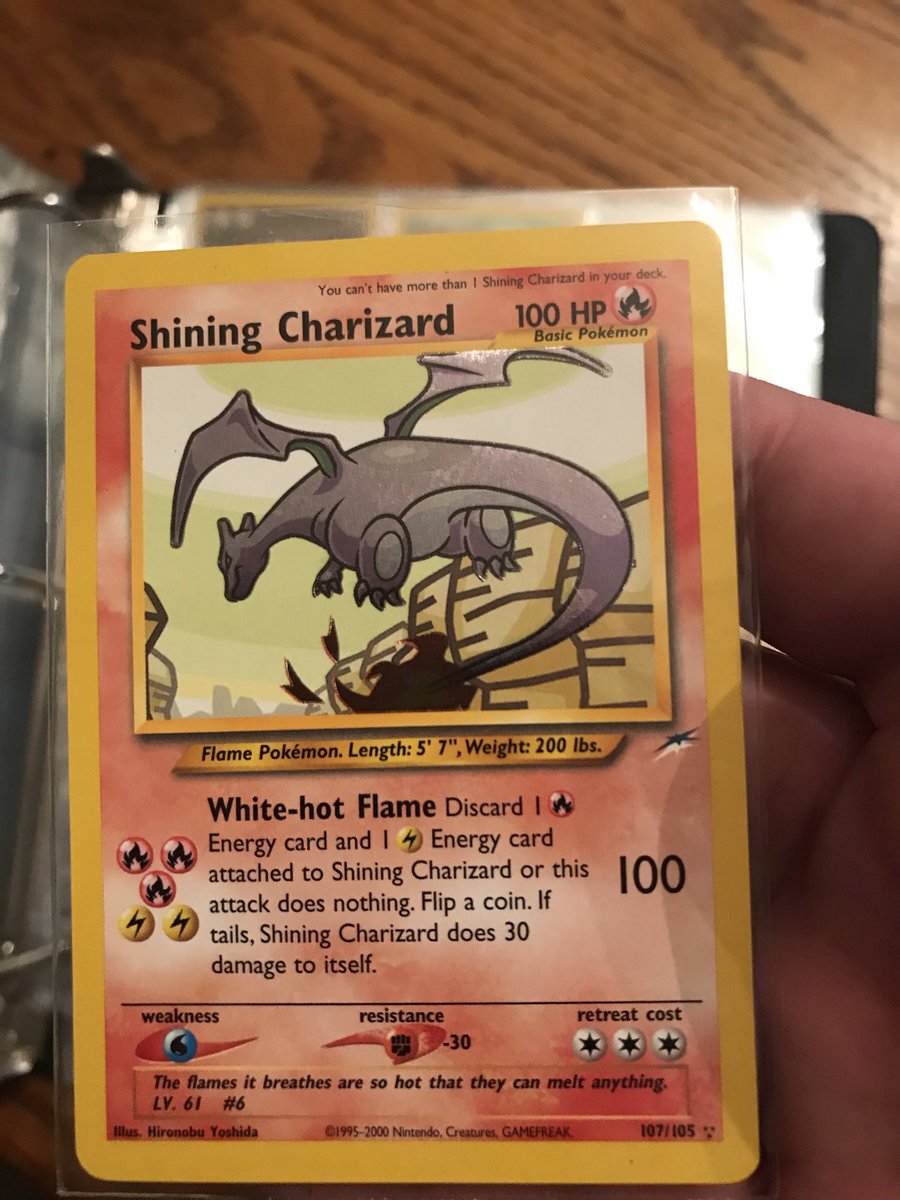 You can't have more than 1 Shining Charizard in your deck.
Shining Charizard 100 HP
Basic Pokémon
Flame Pokémon. Length: 5' 7", Weight: 200 lbs.
White-hot Flame Discard 1
Energy card and 1 Energy card
attached to Shining Charizard or this
attack does nothing. Flip a coin. If
tails, Shining Charizard does 30
damage to itself.
100
weakness resistance retreat cost
-30
The flames it breathes are so hot that they can melt anything.
LV. 61 #6
Illus. Hironobu Yoshida ©1995-2000 Nintendo, Creatures, GAMEFREAK. 107/105